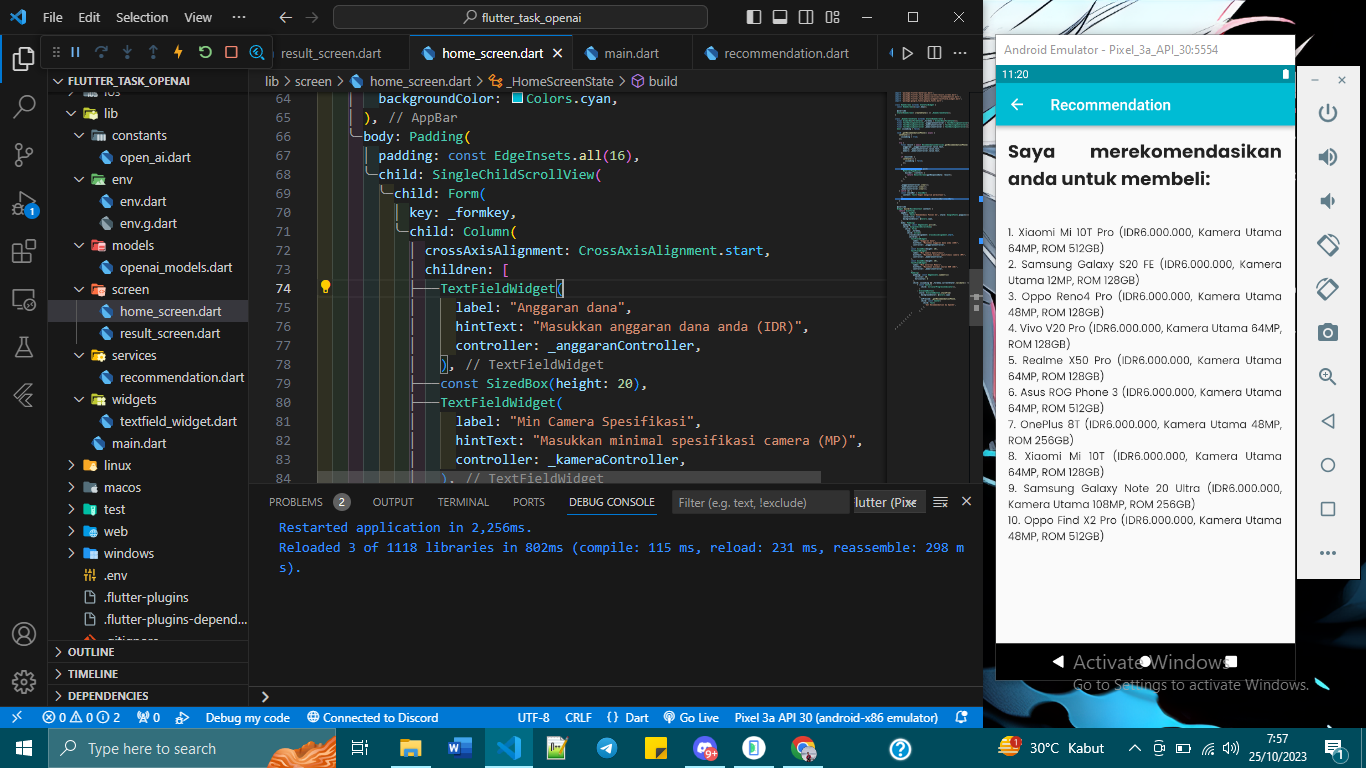 File Edit Selection View ··· flutter_task_openai
result_screen.dart home_screen.dart main.dart recommendation.dart
FLUTTER_TASK_OPENAI
lib
constants
open_ai.dart
env
env.dart
env.g.dart
models
openai_models.dart
screen
home_screen.dart
result_screen.dart
services
recommendation.dart
widgets
textfield_widget.dart
main.dart
linux
macos
test
web
windows
.env
.flutter-plugins
.flutter-plugins-depend...
.gitignore
OUTLINE
TIMELINE
DEPENDENCIES
lib > screen > home_screen.dart > _HomeScreenState > build
64 backgroundColor: Colors.cyan,
65 ), // AppBar
66 body: Padding(
67 padding: const EdgeInsets.all(16),
68 child: SingleChildScrollView(
69 child: Form(
70 key: _formkey,
71 child: Column(
72 crossAxisAlignment: CrossAxisAlignment.start,
73 children: [
74 TextFieldWidget(
75 label: "Anggaran dana",
76 hintText: "Masukkan anggaran dana anda (IDR)",
77 controller: _anggaranController,
78 ), // TextFieldWidget
79 const SizedBox(height: 20),
80 TextFieldWidget(
81 label: "Min Camera Spesifikasi",
82 hintText: "Masukkan minimal spesifikasi camera (MP)",
83 controller: _kameraController,
84 ), // TextFieldWidget
PROBLEMS 2 OUTPUT TERMINAL PORTS DEBUG CONSOLE Filter (e.g. text, !exclude) lutter (Pixe
Restarted application in 2,256ms.
Reloaded 3 of 1118 libraries in 802ms (compile: 115 ms, reload: 231 ms, reassemble: 298 m
s).
1
0 0 2 0 Debug my code Connected to Discord UTF-8 CRLF {} Dart Go Live Pixel 3a API 30 (android-x86 emulator)
Android Emulator - Pixel_3a_API_30:5554
11:20
Recommendation
Saya merekomendasikan
anda untuk membeli:
1. Xiaomi Mi 10T Pro (IDR6.000.000, Kamera Utama
64MP, ROM 512GB)
2. Samsung Galaxy S20 FE (IDR6.000.000, Kamera
Utama 12MP, ROM 128GB)
3. Oppo Reno4 Pro (IDR6.000.000, Kamera Utama
48MP, ROM 128GB)
4. Vivo V20 Pro (IDR6.000.000, Kamera Utama 64MP,
ROM 128GB)
5. Realme X50 Pro (IDR6.000.000, Kamera Utama
64MP, ROM 128GB)
6. Asus ROG Phone 3 (IDR6.000.000, Kamera Utama
64MP, ROM 512GB)
7. OnePlus 8T (IDR6.000.000, Kamera Utama 48MP,
ROM 256GB)
8. Xiaomi Mi 10T (IDR6.000.000, Kamera Utama
64MP, ROM 128GB)
9. Samsung Galaxy Note 20 Ultra (IDR6.000.000,
Kamera Utama 108MP, ROM 256GB)
10. Oppo Find X2 Pro (IDR6.000.000, Kamera Utama
48MP, ROM 512GB)
Activate Windows
Go to Settings to activate Windows.
Type here to search
9+
1 30°C Kabut
7:57
25/10/2023
1